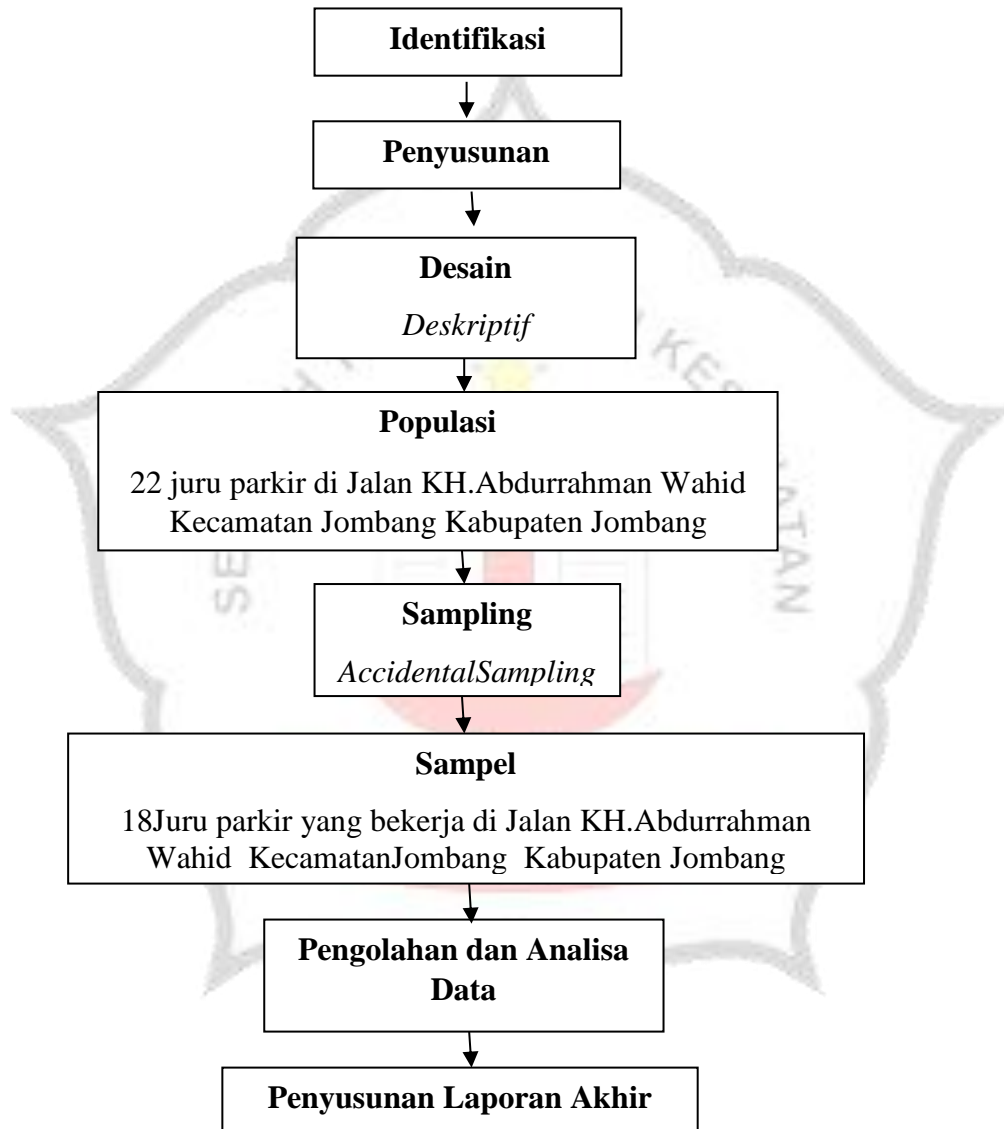 Identifikasi
Penyusunan
Desain
Deskriptif
Populasi
22 juru parkir di Jalan KH.Abdurrahman Wahid
Kecamatan Jombang Kabupaten Jombang
Sampling
AccidentalSampling
Sampel
18Juru parkir yang bekerja di Jalan KH.Abdurrahman
Wahid KecamatanJombang Kabupaten Jombang
Pengolahan dan Analisa
Data
Penyusunan Laporan Akhir